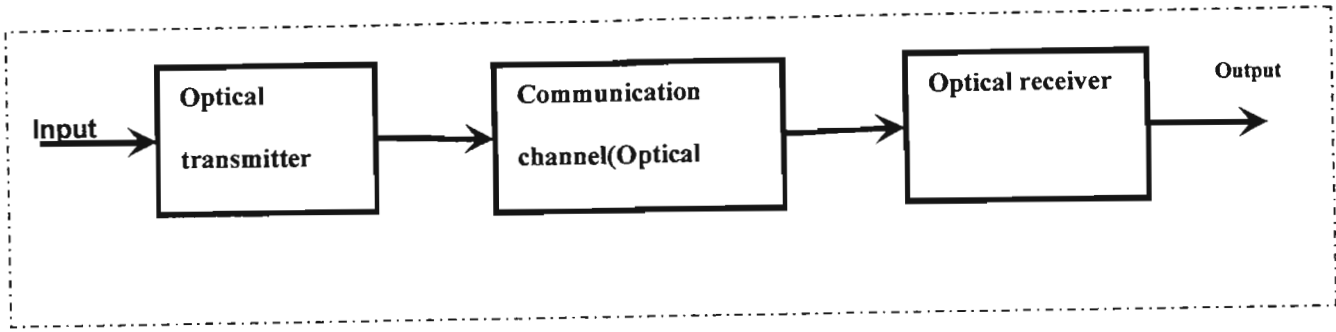 Input
Optical
transmitter
Communication
channel(Optical
Optical receiver
Output